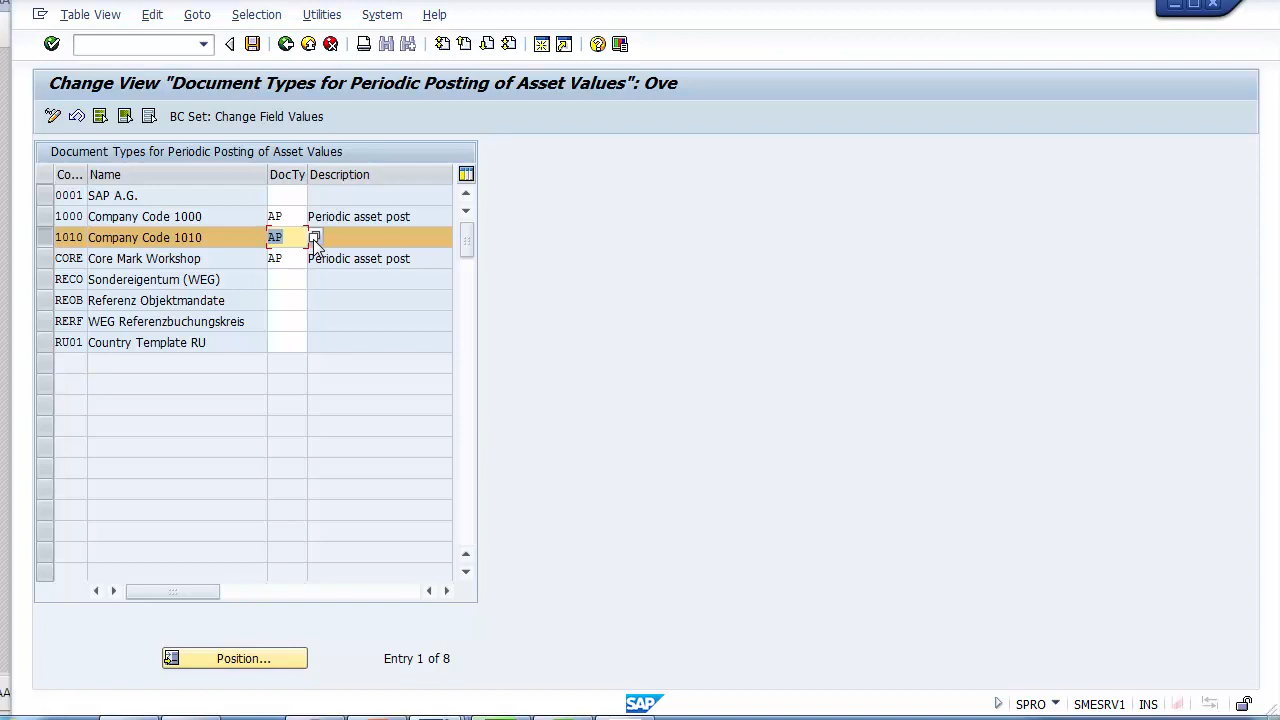 Table View Edit Goto Selection Utilities System Help
Change View "Document Types for Periodic Posting of Asset Values": Ove
BC Set: Change Field Values
Document Types for Periodic Posting of Asset Values
Co... Name DocTy Description
0001 SAP A.G.
1000 Company Code 1000 AP Periodic asset post
1010 Company Code 1010 AP
CORE Core Mark Workshop AP Periodic asset post
RECO Sondereigentum (WEG)
REOB Referenz Objektmandate
RERF WEG Referenzbuchungskreis
RU01 Country Template RU
Position... Entry 1 of 8
SAP SPRO SMESRV1 INS